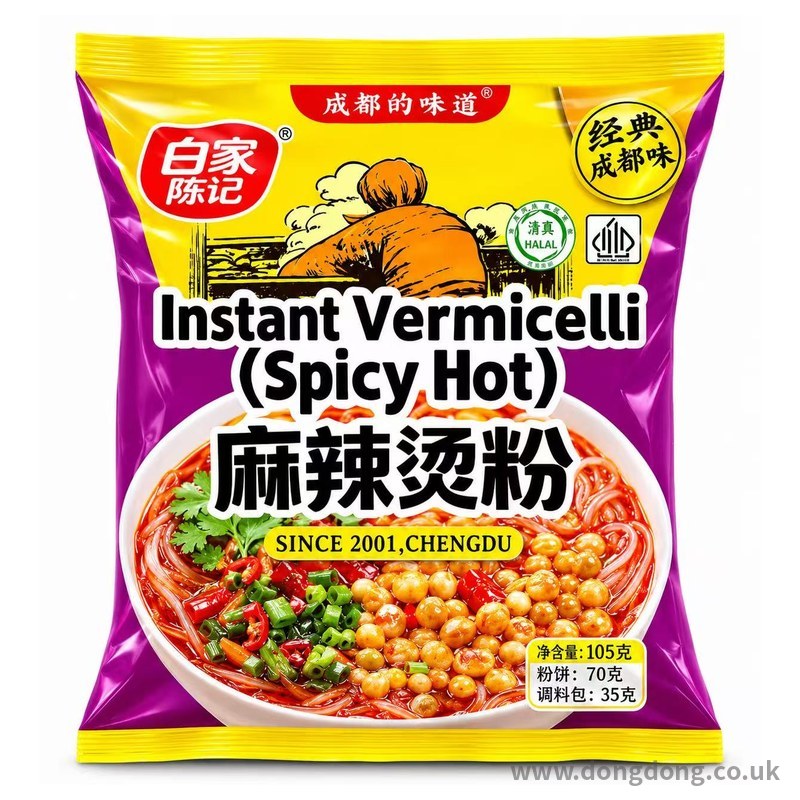 成都的味道®
白家®
陈记
经典
成都味
清真
HALAL
Instant Vermicelli
(Spicy Hot)
麻辣烫粉
SINCE 2001,CHENGDU
净含量:105克
粉饼：70克
调料包：35克
www.dongdong.co.uk